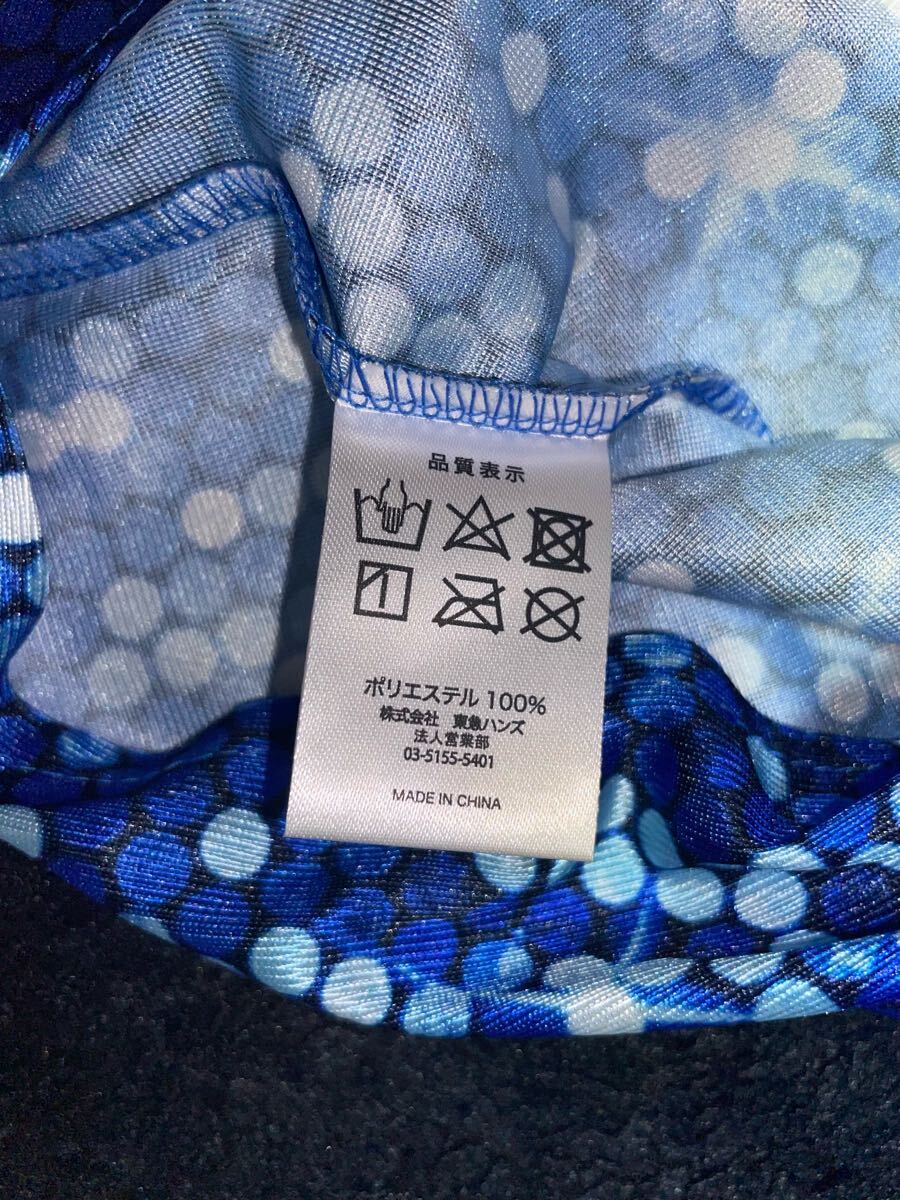 品質表示
ポリエステル 100%
株式会社 東急ハンズ
法人営業部
03-5155-5401
MADE IN CHINA